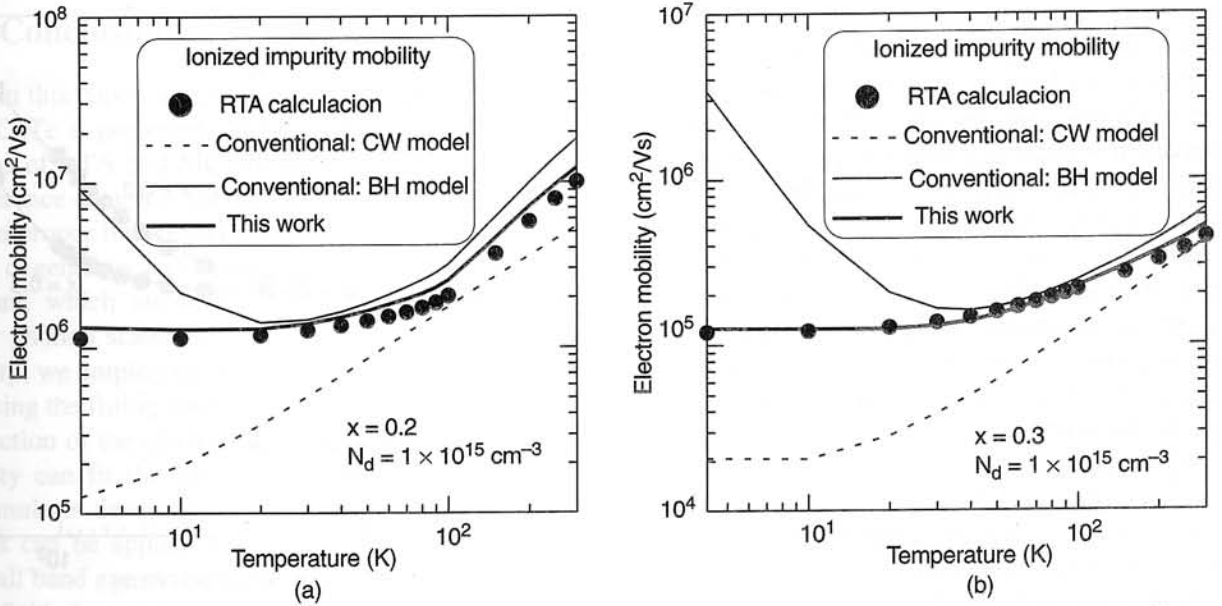 10^8
10^7
10^6
10^5
Electron mobility (cm^2/Vs)
Ionized impurity mobility
RTA calculacion
Conventional: CW model
Conventional: BH model
This work
x = 0.2
N_d = 1 × 10^15 cm^−3
10^1
10^2
Temperature (K)
(a)
10^7
10^6
10^5
10^4
Electron mobility (cm^2/Vs)
Ionized impurity mobility
RTA calculacion
Conventional: CW model
Conventional: BH model
This work
x = 0.3
N_d = 1 × 10^15 cm^−3
10^1
10^2
Temperature (K)
(b)